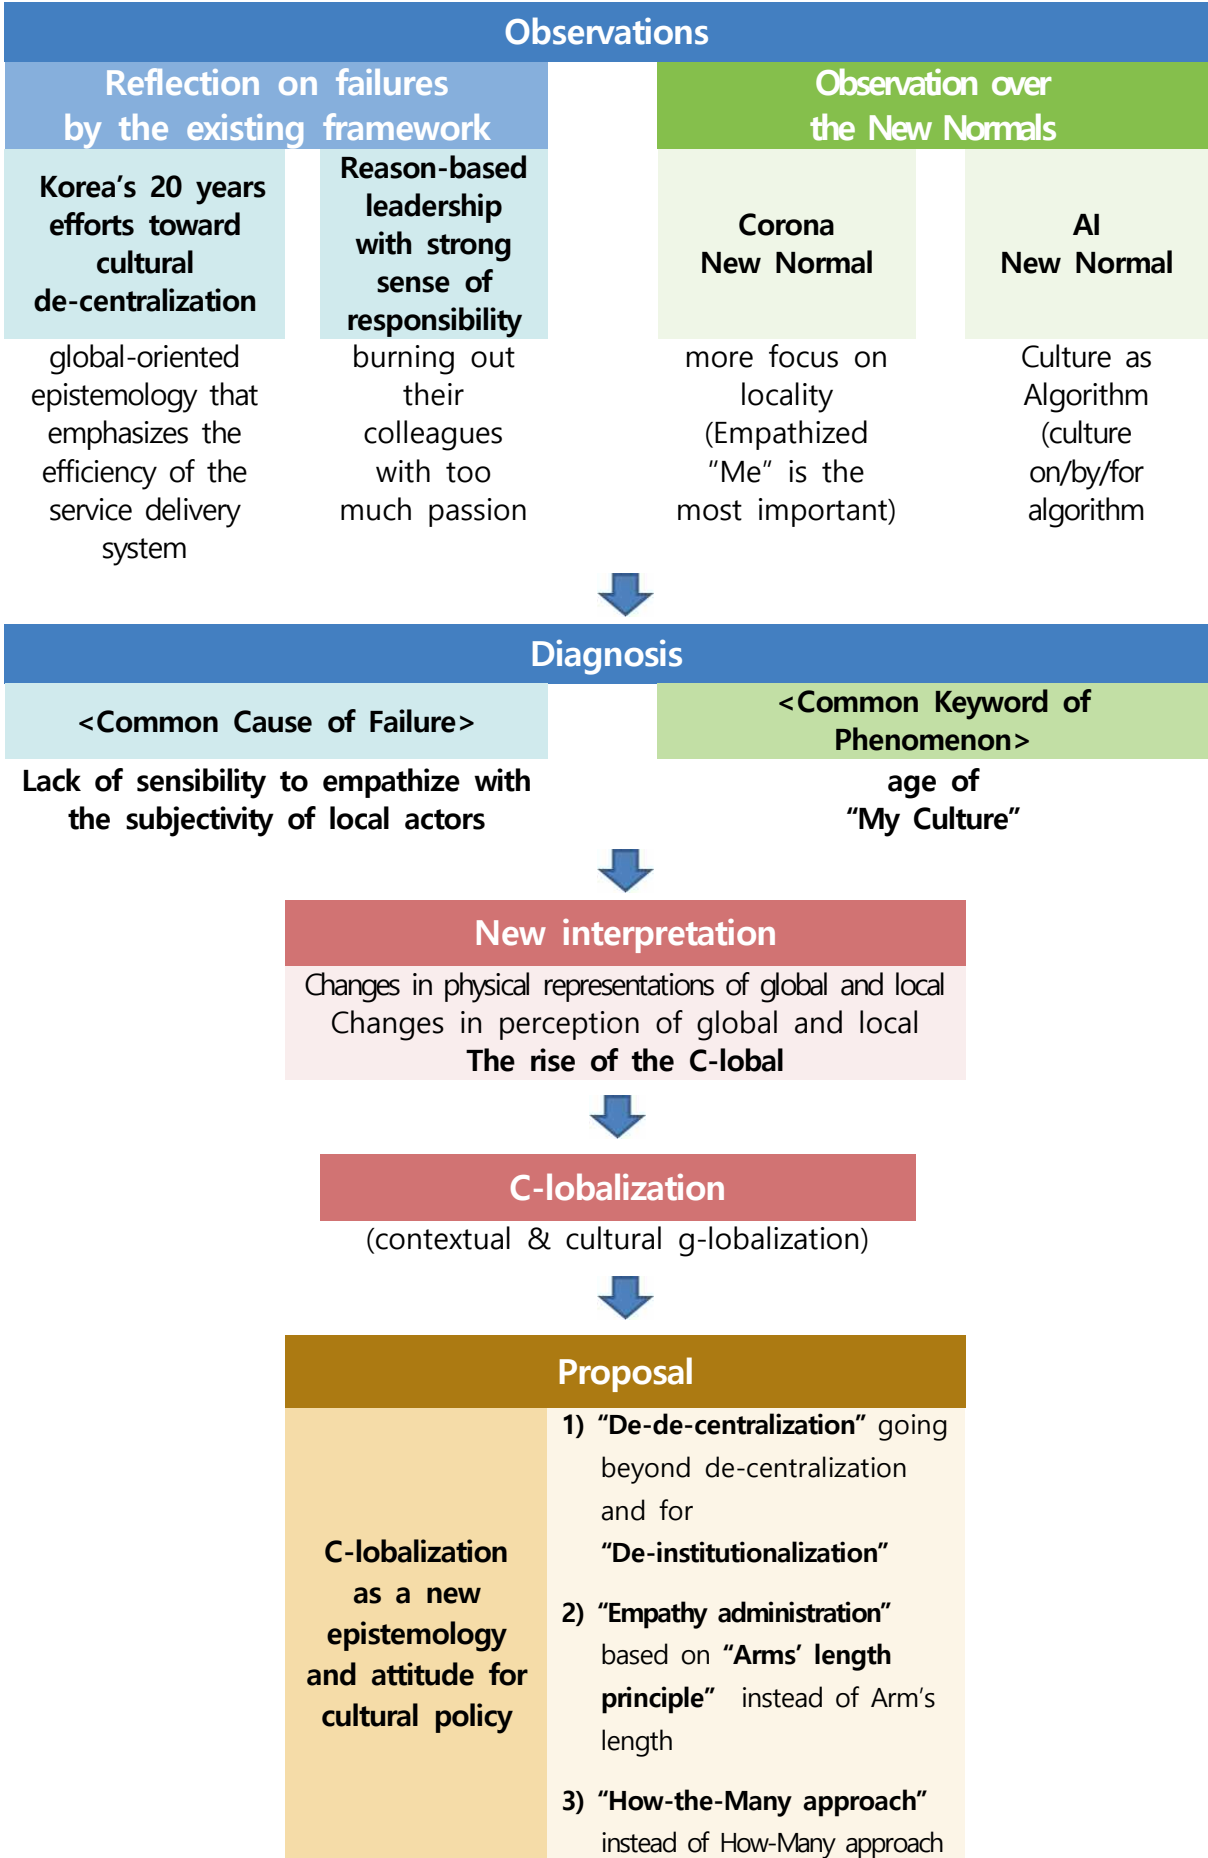 Observations
Reflection on failures
by the existing framework
Observation over
the New Normals
Korea's 20 years
efforts toward
cultural
de-centralization
Reason-based
leadership
with strong
sense of
responsibility
Corona
New Normal
AI
New Normal
global-oriented
epistemology that
emphasizes the
efficiency of the
service delivery
system
burning out
their
colleagues
with too
much passion
more focus on
locality
(Empathized
“Me” is the
most important)
Culture as
Algorithm
(culture
on/by/for
algorithm
Diagnosis
<Common Cause of Failure>
<Common Keyword of
Phenomenon>
Lack of sensibility to empathize with
the subjectivity of local actors
age of
“My Culture”
New interpretation
Changes in physical representations of global and local
Changes in perception of global and local
The rise of the C-lobal
C-lobalization
(contextual & cultural g-lobalization)
Proposal
C-lobalization
as a new
epistemology
and attitude for
cultural policy
1) “De-de-centralization” going
beyond de-centralization
and for
“De-institutionalization”
2) “Empathy administration”
based on “Arms’ length
principle” instead of Arm’s
length
3) “How-the-Many approach”
instead of How-Many approach